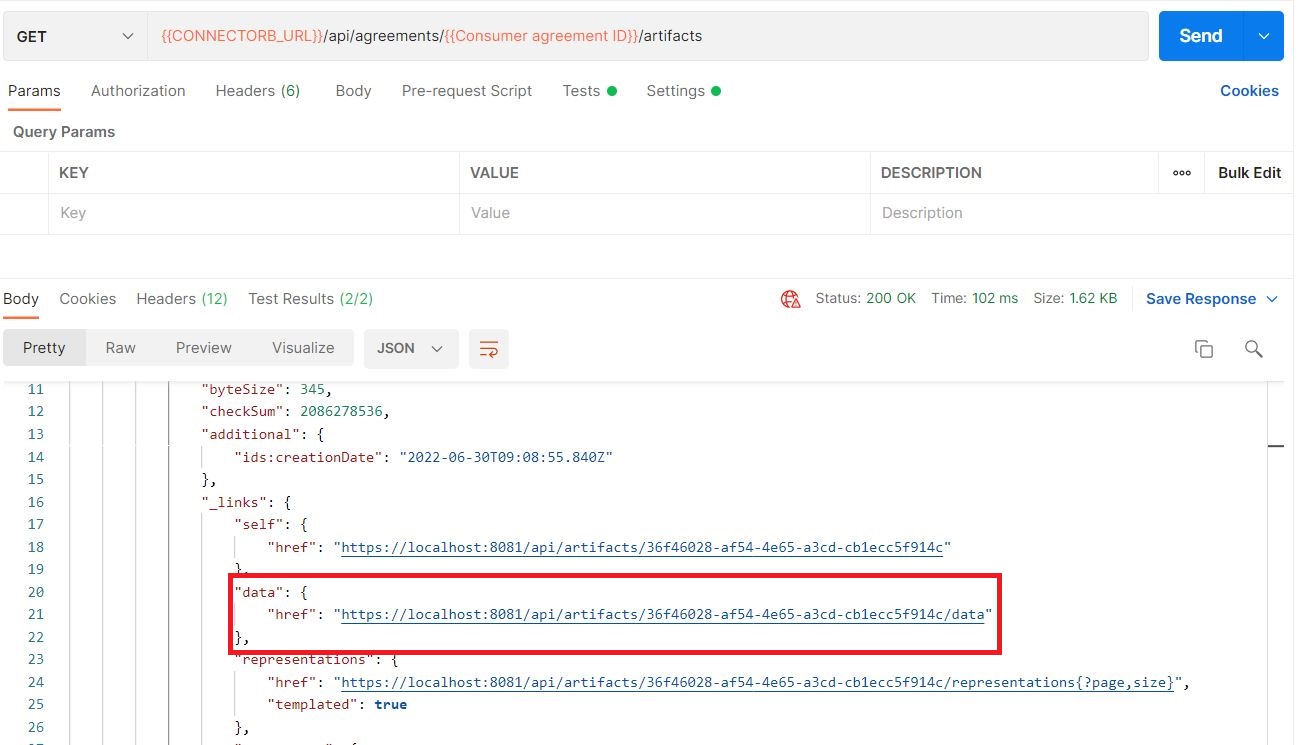 GET {{CONNECTORB_URL}}/api/agreements/{{Consumer agreement ID}}/artifacts Send
Params Authorization Headers (6) Body Pre-request Script Tests Settings Cookies
Query Params
KEY VALUE DESCRIPTION ooo Bulk Edit
Key Value Description
Body Cookies Headers (12) Test Results (2/2) Status: 200 OK Time: 102 ms Size: 1.62 KB Save Response
Pretty Raw Preview Visualize JSON
11 "byteSize": 345,
12 "checkSum": 2086278536,
13 "additional": {
14 "ids:creationDate": "2022-06-30T09:08:55.840Z"
15 },
16 "_links": {
17 "self": {
18 "href": "https://localhost:8081/api/artifacts/36f46028-af54-4e65-a3cd-cb1ecc5f914c"
19 },
20 "data": {
21 "href": "https://localhost:8081/api/artifacts/36f46028-af54-4e65-a3cd-cb1ecc5f914c/data"
22 },
23 "representations": {
24 "href": "https://localhost:8081/api/artifacts/36f46028-af54-4e65-a3cd-cb1ecc5f914c/representations{?page,size}",
25 "templated": true
26 },